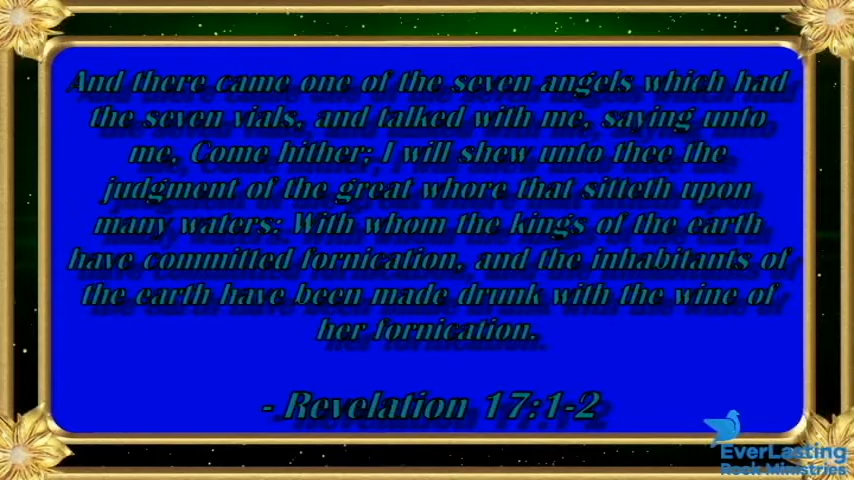 And there came one of the seven angels which had
the seven vials, and talked with me, saying unto
me, Come hither; I will shew unto thee the
judgment of the great whore that sitteth upon
many waters: With whom the kings of the earth
have committed fornication, and the inhabitants of
the earth have been made drunk with the wine of
her fornication.
- Revelation 17:1-2
EverLasting
Rock Ministries